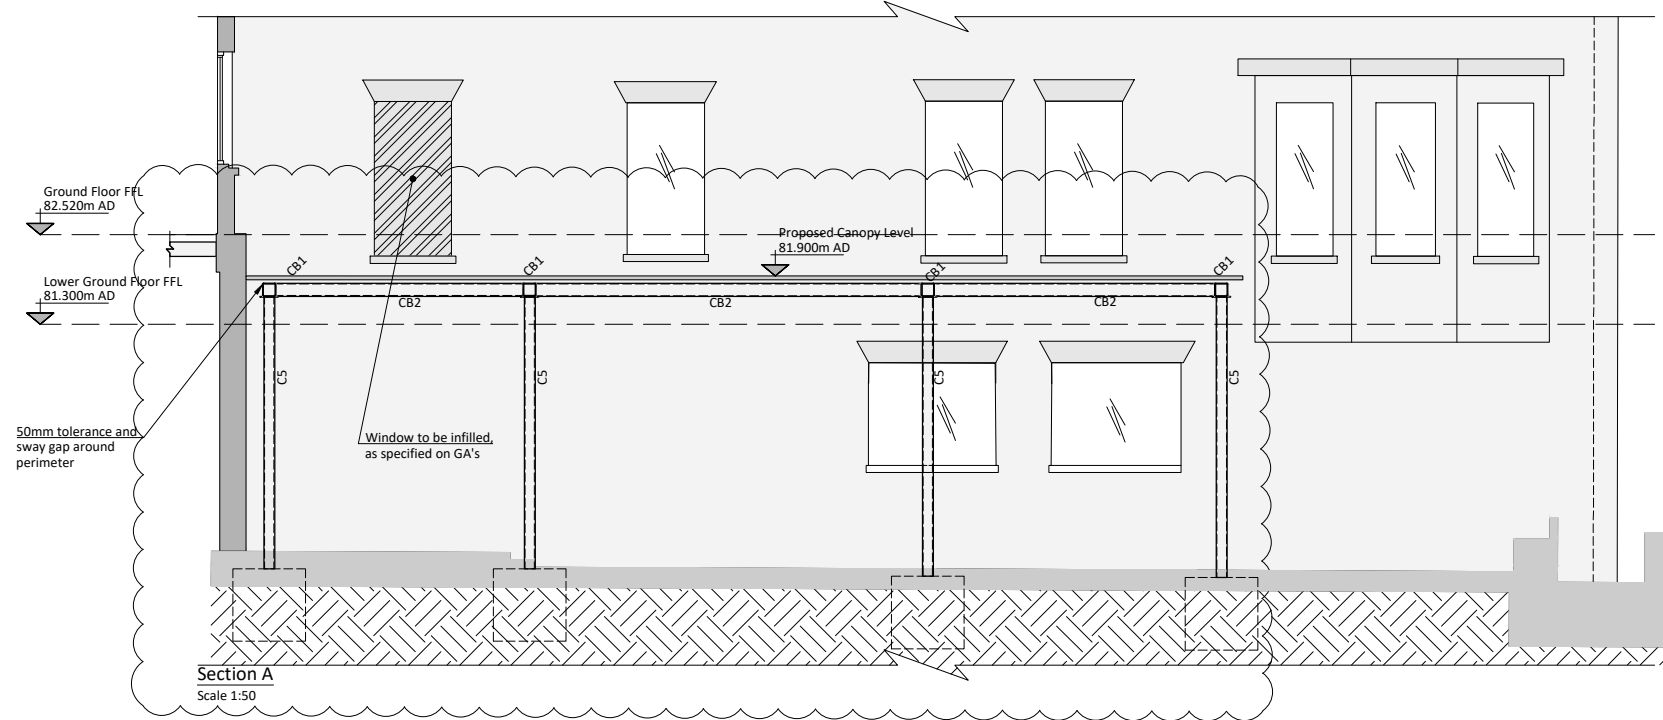 Ground Floor FFL
82.520m AD
Proposed Canopy Level
81.900m AD
Lower Ground Floor FFL
81.300m AD
CB1
CB1
CB1
CB1
CB2
CB2
CB2
C5
C5
C5
C5
50mm tolerance and
sway gap around
perimeter
Window to be infilled,
as specified on GA's
Section A
Scale 1:50